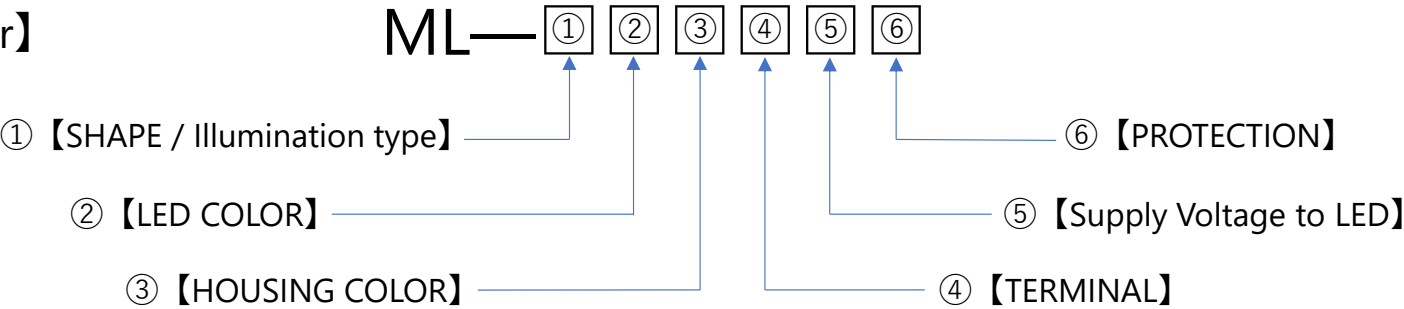 r】
ML—①②③④⑤⑥
①【SHAPE / Illumination type】
⑥【PROTECTION】
②【LED COLOR】
⑤【Supply Voltage to LED】
③【HOUSING COLOR】
④【TERMINAL】